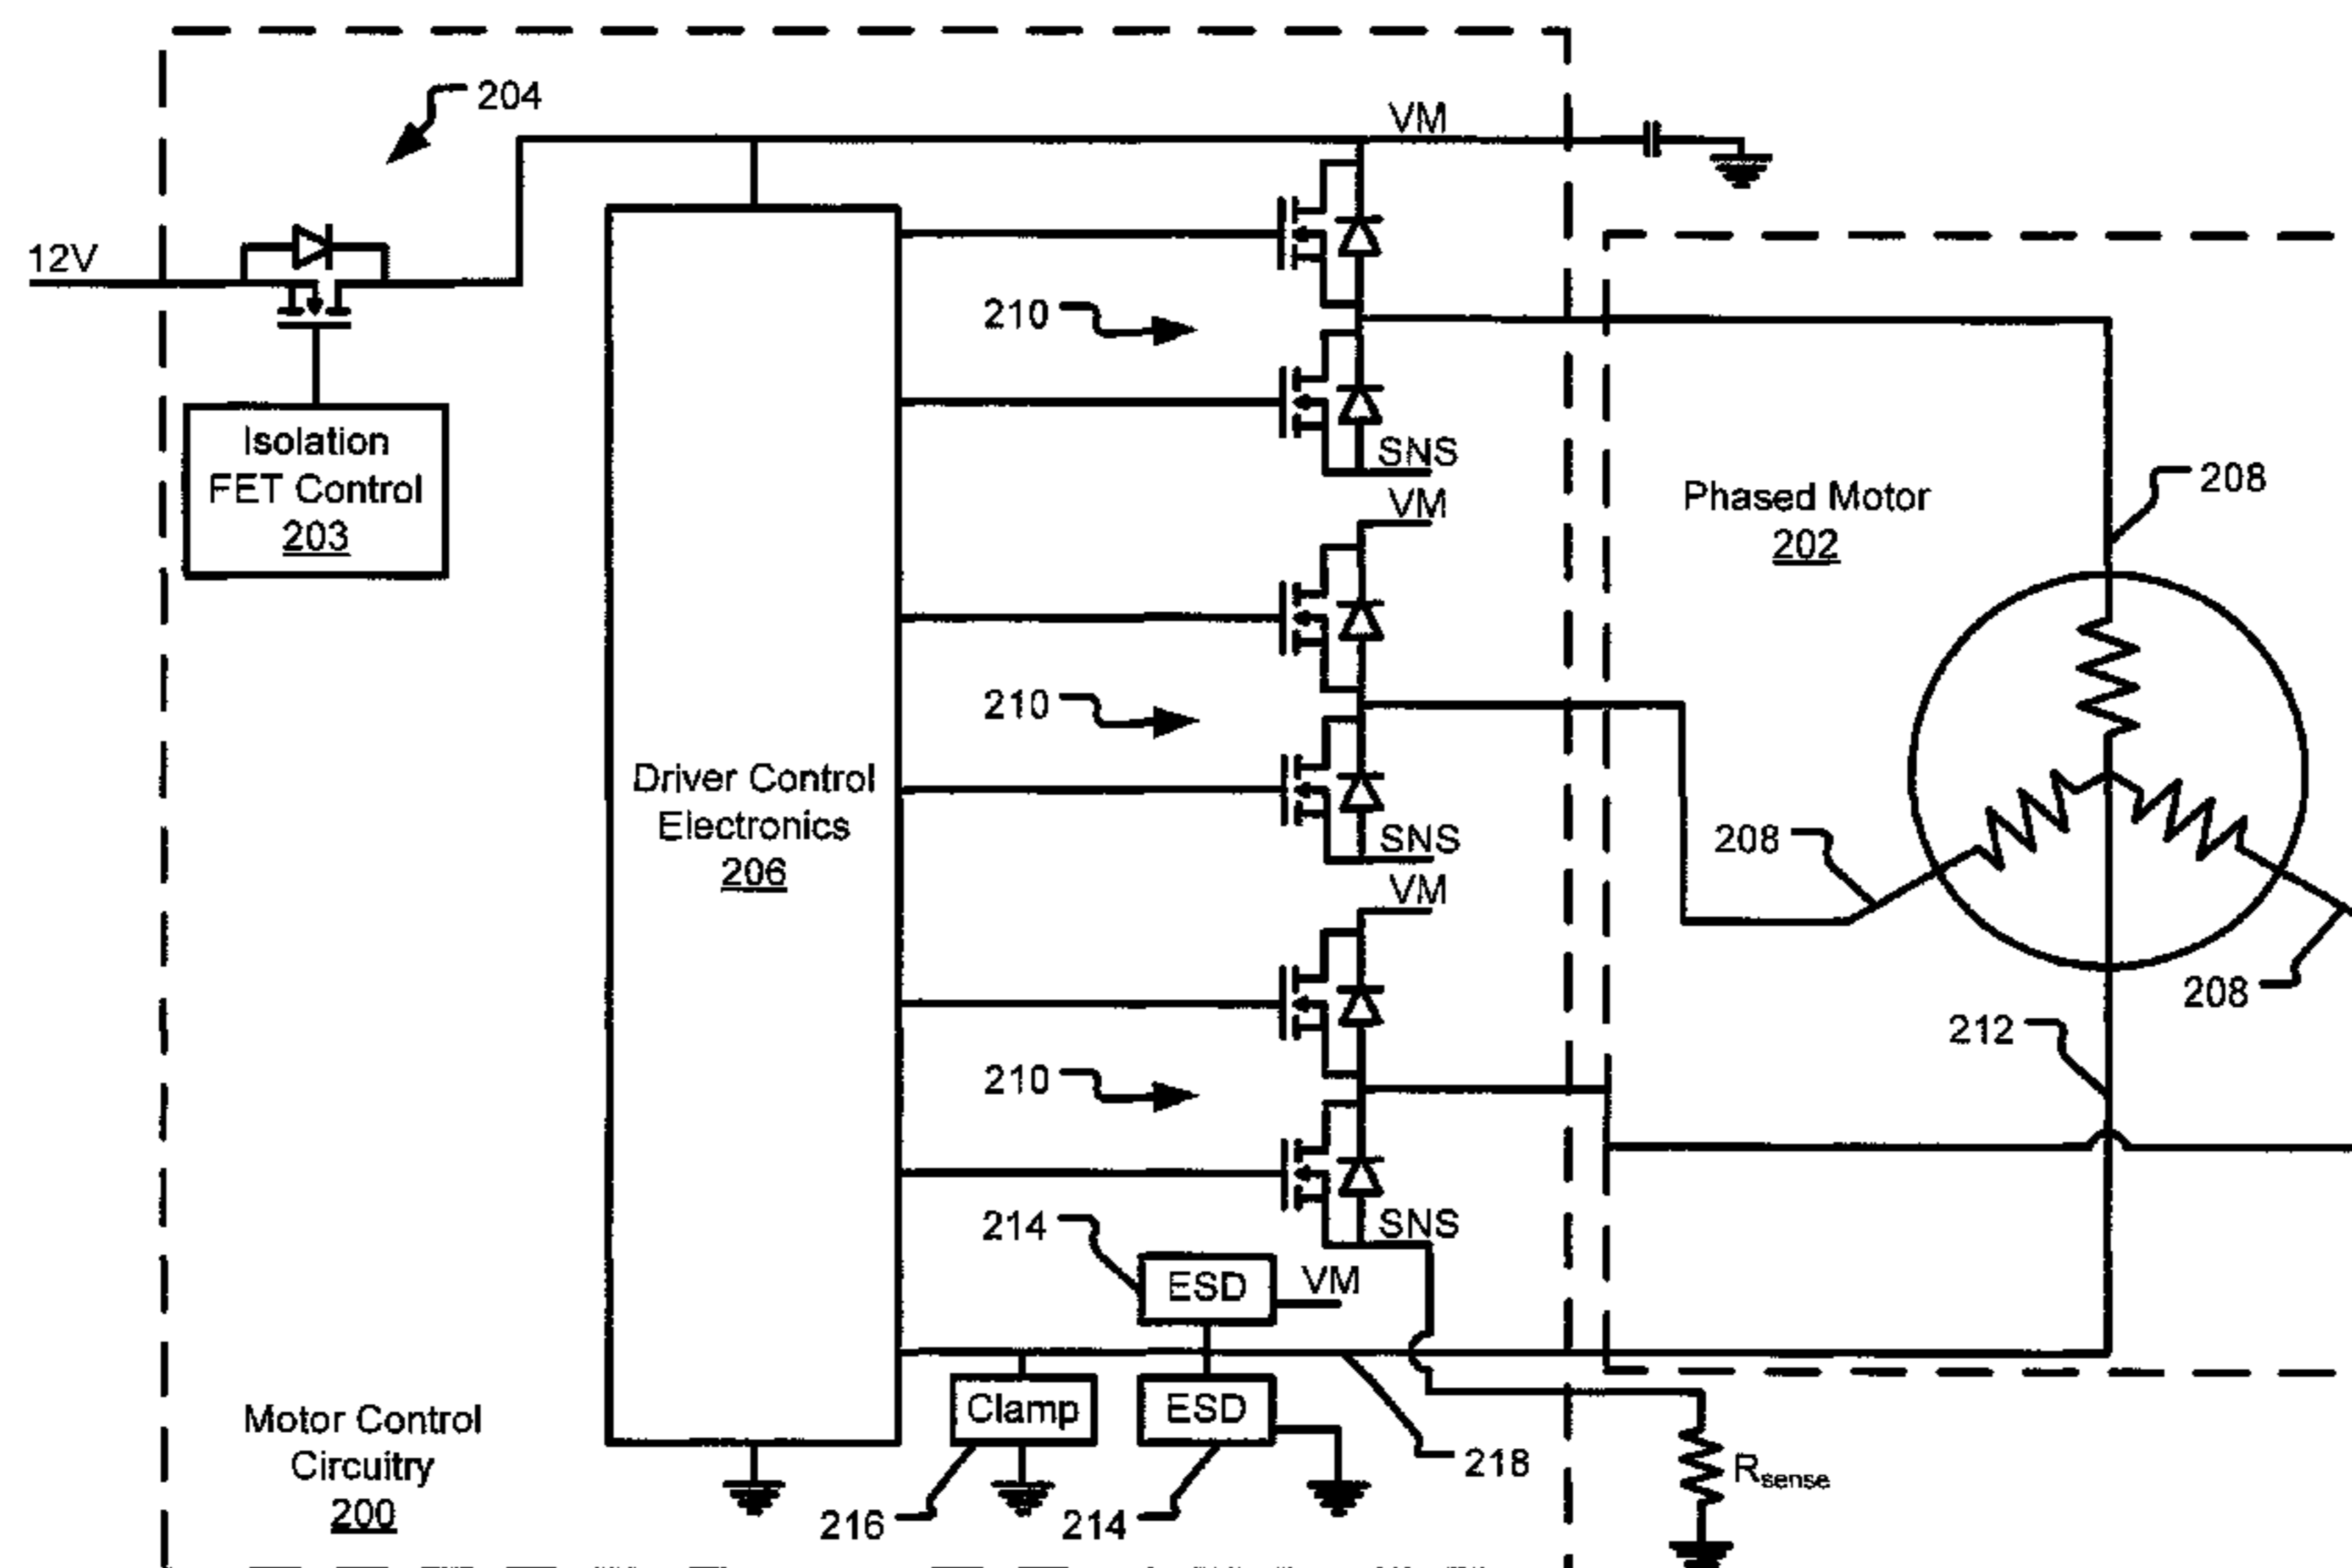 204
VM
12V
210
Isolation
FET Control
203
SNS
VM
Phased Motor
202
208
210
Driver Control
Electronics
206
SNS
208
VM
208
212
210
SNS
214
ESD
VM
Clamp
ESD
218
Motor Control
Circuitry
200
216
214
Rsense